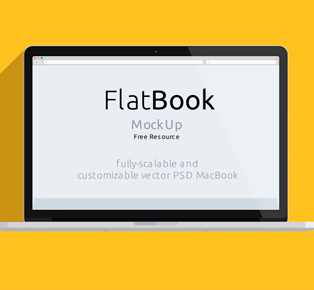 FlatBook
MockUp
Free Resource
fully-scalable and
customizable vector PSD MacBook